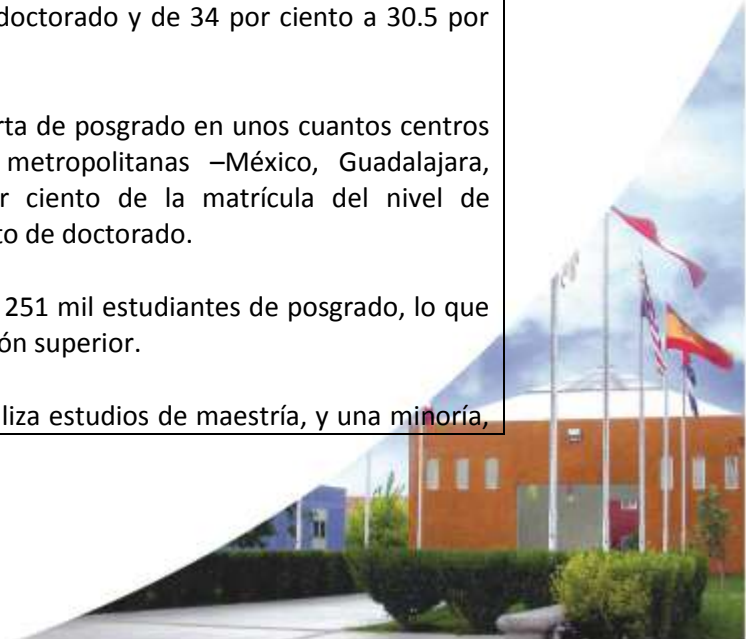 doctorado y de 34 por ciento a 30.5 por
rta de posgrado en unos cuantos centros
metropolitanas –México, Guadalajara,
r ciento de la matrícula del nivel de
to de doctorado.
251 mil estudiantes de posgrado, lo que
ón superior.
liza estudios de maestría, y una minoría,